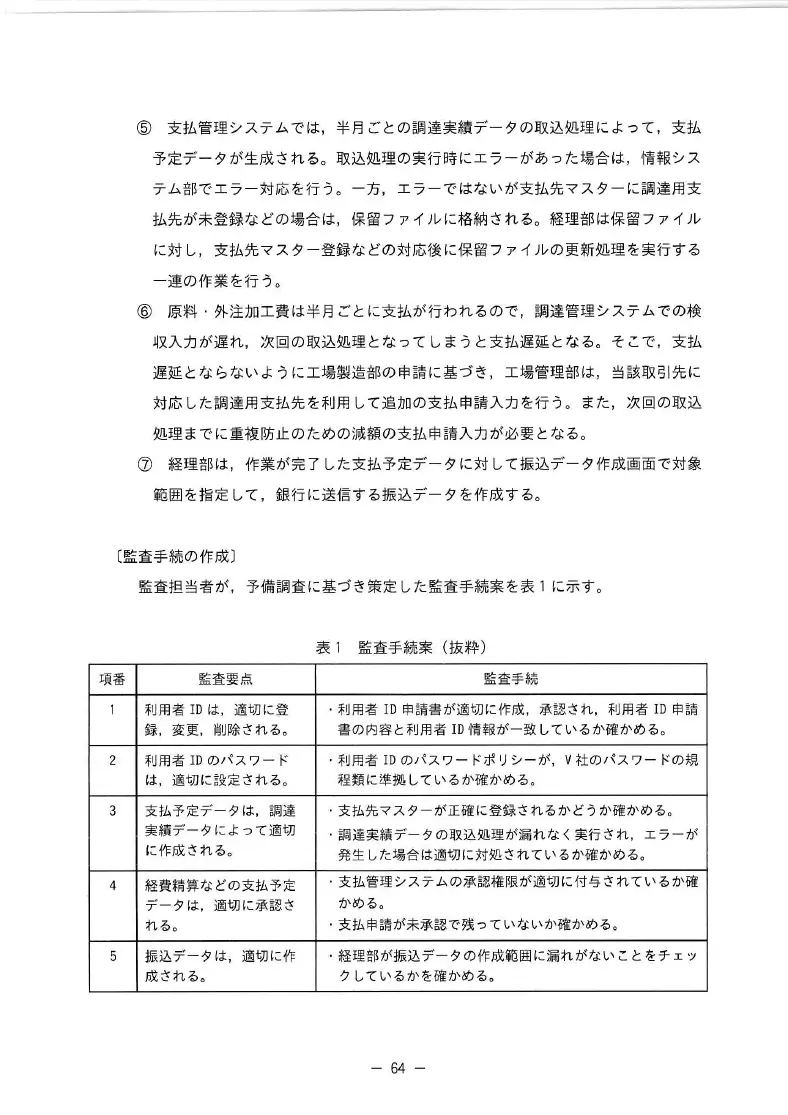 ⑤　支払管理システムでは，半月ごとの調達実績データの取込処理によって，支払
予定データが生成される。取込処理の実行時にエラーがあった場合は，情報シス
テム部でエラー対応を行う。一方，エラーではないが支払先マスターに調達用支
払先が未登録などの場合は，保留ファイルに格納される。経理部は保留ファイル
に対し，支払先マスター登録などの対応後に保留ファイルの更新処理を実行する
一連の作業を行う。
⑥　原料・外注加工費は半月ごとに支払が行われるので，調達管理システムでの検
収入力が遅れ，次回の取込処理となってしまうと支払遅延となる。そこで，支払
遅延とならないように工場製造部の申請に基づき，工場管理部は，当該取引先に
対応した調達用支払先を利用して追加の支払申請入力を行う。また，次回の取込
処理までに重複防止のための減額の支払申請入力が必要となる。
⑦　経理部は，作業が完了した支払予定データに対して振込データ作成画面で対象
範囲を指定して，銀行に送信する振込データを作成する。
〔監査手続の作成〕
監査担当者が，予備調査に基づき策定した監査手続案を表1に示す。
表1　監査手続案（抜粋）
項番　監査要点　監査手続
1　利用者IDは，適切に登　・利用者ID申請書が適切に作成，承認され，利用者ID申請
録，変更，削除される。　書の内容と利用者ID情報が一致しているか確かめる。
2　利用者IDのパスワード　・利用者IDのパスワードポリシーが，V社のパスワードの規
は，適切に設定される。　程類に準拠しているか確かめる。
3　支払予定データは，調達　・支払先マスターが正確に登録されるかどうか確かめる。
実績データによって適切　・調達実績データの取込処理が漏れなく実行され，エラーが
に作成される。　発生した場合は適切に対処されているか確かめる。
4　経費精算などの支払予定　・支払管理システムの承認権限が適切に付与されているか確
データは，適切に承認さ　かめる。
れる。　・支払申請が未承認で残っていないか確かめる。
5　振込データは，適切に作　・経理部が振込データの作成範囲に漏れがないことをチェッ
成される。　クしているかを確かめる。
－ 64 －